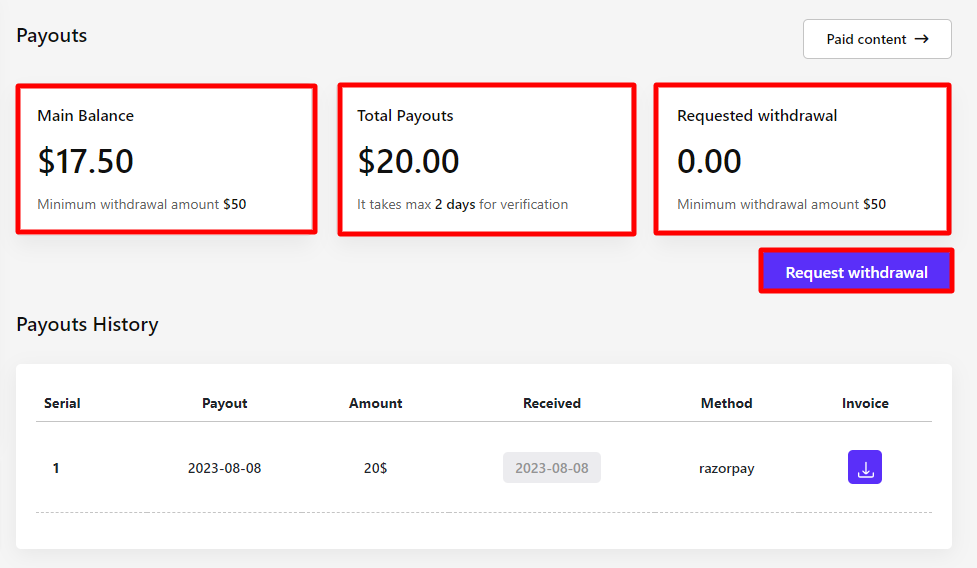 Payouts
Paid content →
Main Balance
$17.50
Minimum withdrawal amount $50
Total Payouts
$20.00
It takes max 2 days for verification
Requested withdrawal
0.00
Minimum withdrawal amount $50
Request withdrawal
Payouts History
Serial Payout Amount Received Method Invoice
1 2023-08-08 20$ 2023-08-08 razorpay